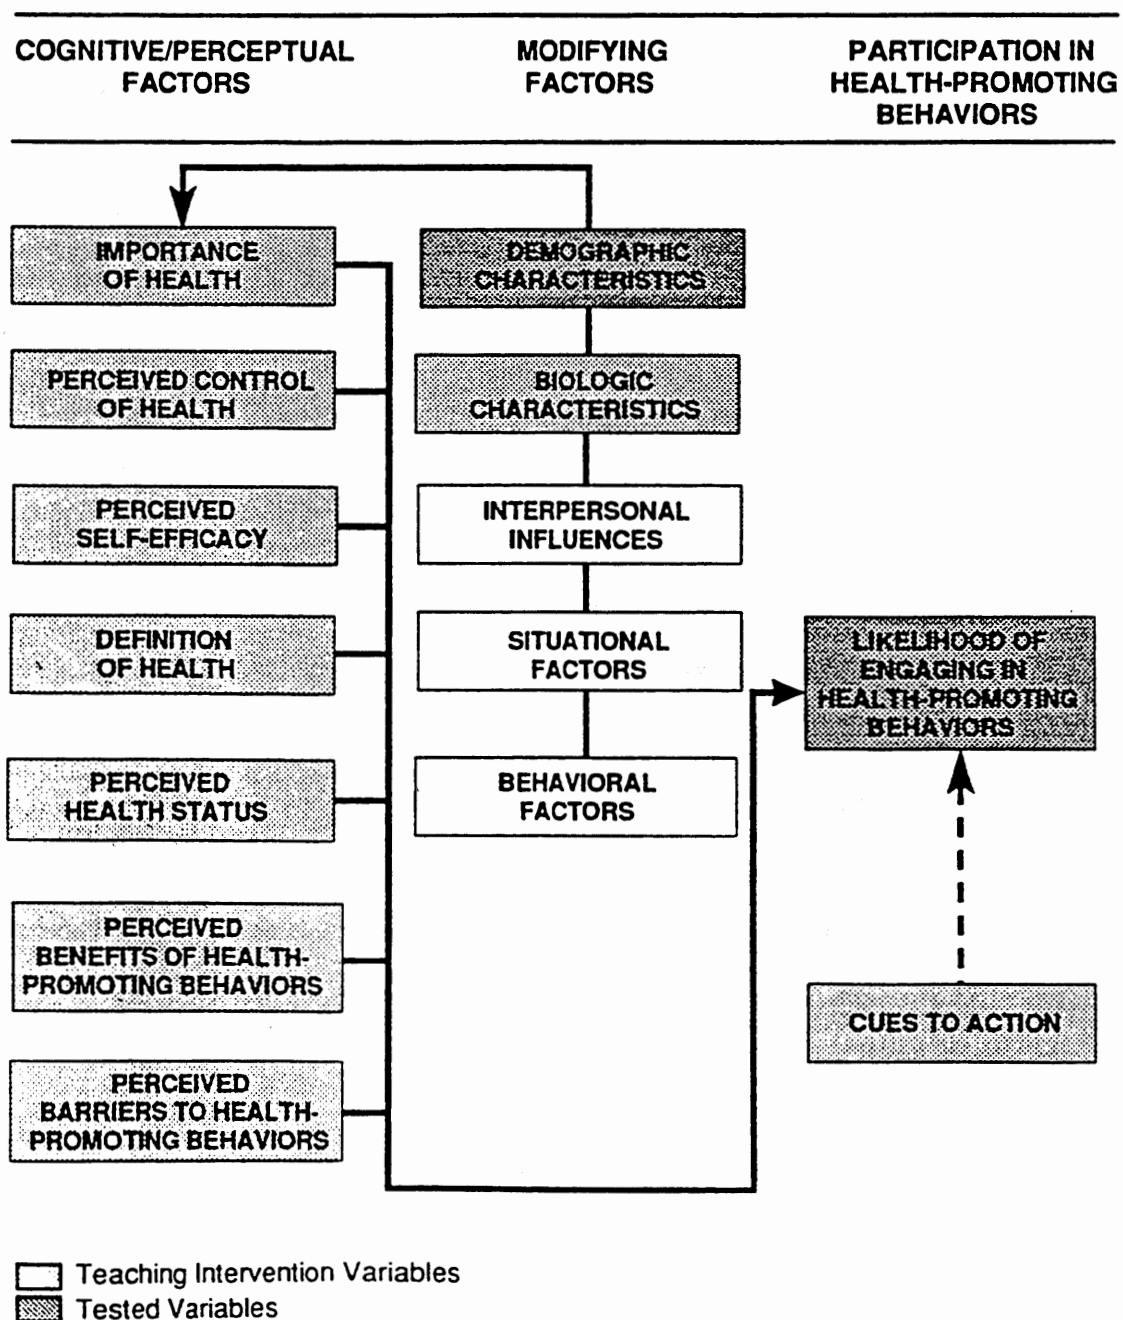 COGNITIVE/PERCEPTUAL
FACTORS
MODIFYING
FACTORS
PARTICIPATION IN
HEALTH-PROMOTING
BEHAVIORS
IMPORTANCE
OF HEALTH
PERCEIVED CONTROL
OF HEALTH
PERCEIVED
SELF-EFFICACY
DEFINITION
OF HEALTH
PERCEIVED
HEALTH STATUS
PERCEIVED
BENEFITS OF HEALTH-
PROMOTING BEHAVIORS
PERCEIVED
BARRIERS TO HEALTH-
PROMOTING BEHAVIORS
DEMOGRAPHIC
CHARACTERISTICS
BIOLOGIC
CHARACTERISTICS
INTERPERSONAL
INFLUENCES
SITUATIONAL
FACTORS
BEHAVIORAL
FACTORS
LIKELIHOOD OF
ENGAGING IN
HEALTH-PROMOTING
BEHAVIORS
CUES TO ACTION
Teaching Intervention Variables
Tested Variables